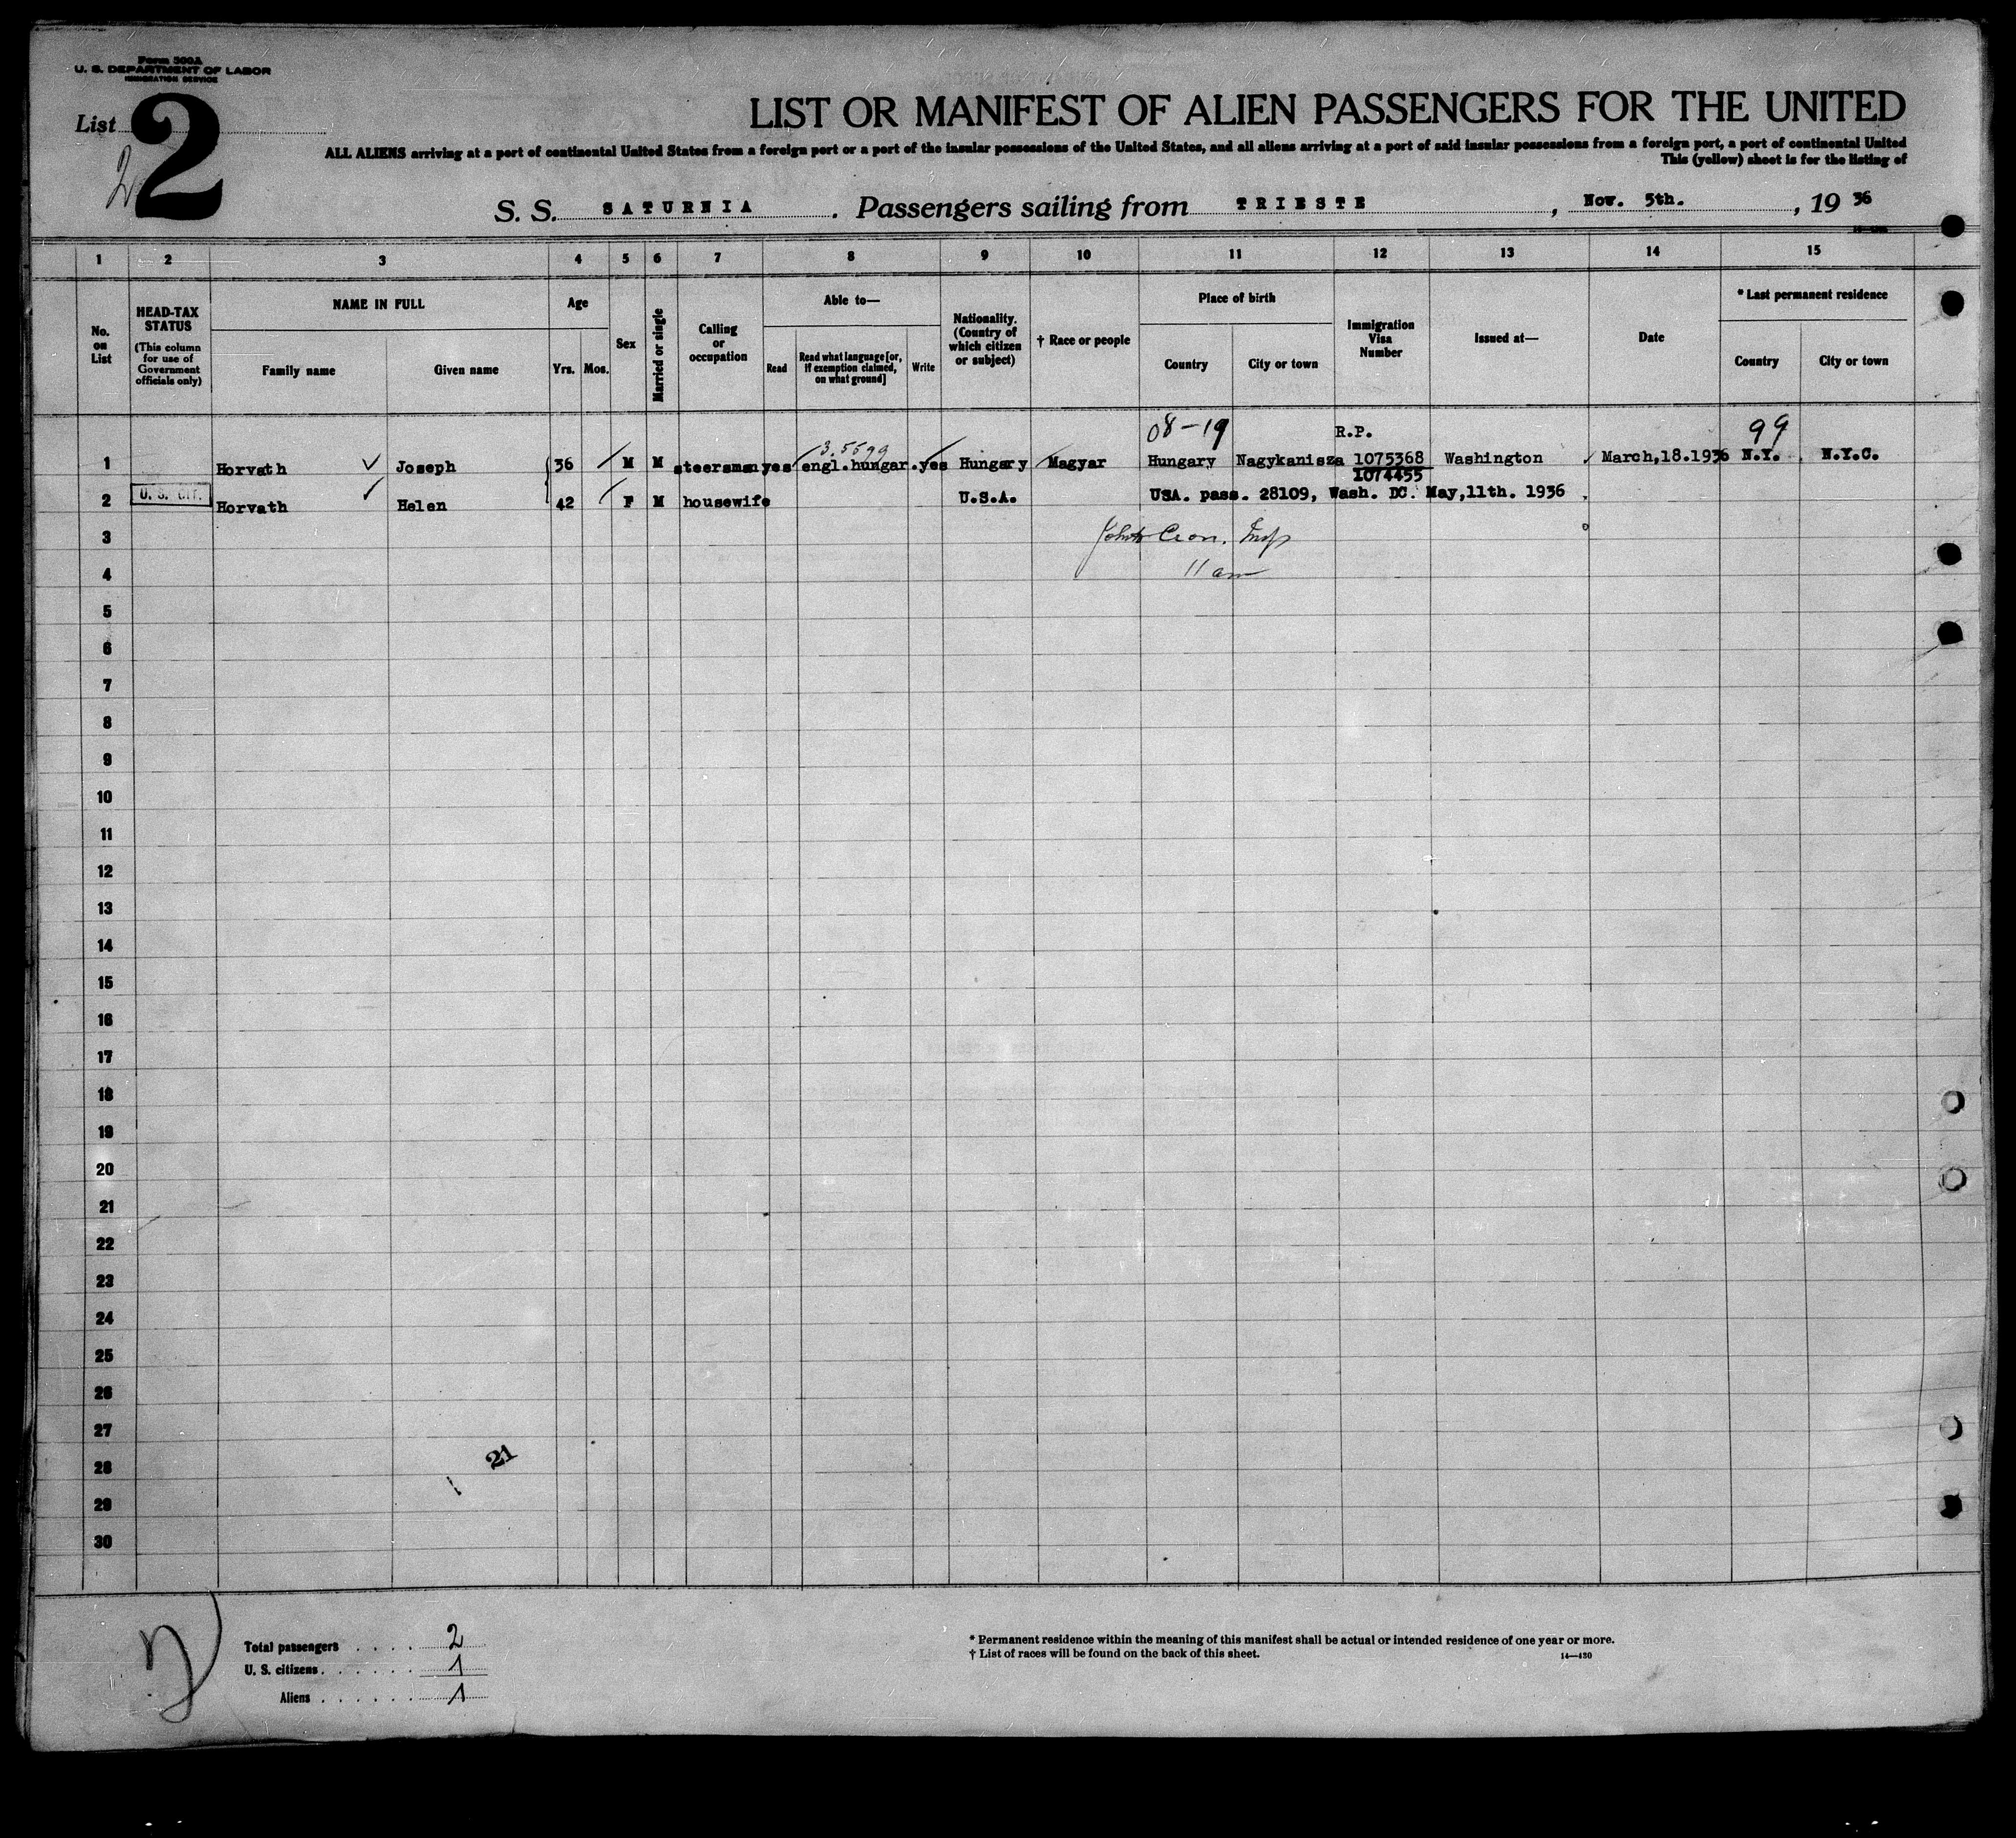 Form 500A
U. S. DEPARTMENT OF LABOR
IMMIGRATION SERVICE
List 2
2
LIST OR MANIFEST OF ALIEN PASSENGERS FOR THE UNITED
ALL ALIENS arriving at a port of continental United States from a foreign port or a port of the insular possessions of the United States, and all aliens arriving at a port of said insular possessions from a foreign port, a port of continental United
This (yellow) sheet is for the listing of
S. S. SATURNIA. Passengers sailing from TRIESTE, Nov. 5th., 19 36
1 2 3 4 5 6 7 8 9 10 11 12 13 14 15
No. on List
HEAD-TAX STATUS
(This column for use of Government officials only)
NAME IN FULL
Family name Given name
Age
Yrs. Mos.
Sex
Married or single
Calling or occupation
Able to—
Read Read what language [or, if exemption claimed, on what ground] Write
Nationality. (Country of which citizen or subject)
† Race or people
Place of birth
Country City or town
Immigration Visa Number
Issued at—
Date
* Last permanent residence
Country City or town
08-19 R.P. 99
3.5599
1 Horvath Joseph 36 M M steersman yes engl.hungar. yes Hungary Magyar Hungary Nagykanisza 1075368 Washington March,18.1936 N.Y. N.Y.C.
1074455
2 U. S. CIT. Horvath Helen 42 F M housewife U.S.A. USA. pass. 28109, Wash. DC. May,11th. 1936
3 Insp
4 11 am
5
6
7
8
9
10
11
12
13
14
15
16
17
18
19
20
21
22
23
24
25
26
27
28 21
29
30
Total passengers . . . . 2
U. S. citizens . . . . . . 1
Aliens . . . . . . 1
* Permanent residence within the meaning of this manifest shall be actual or intended residence of one year or more.
† List of races will be found on the back of this sheet. 14—430